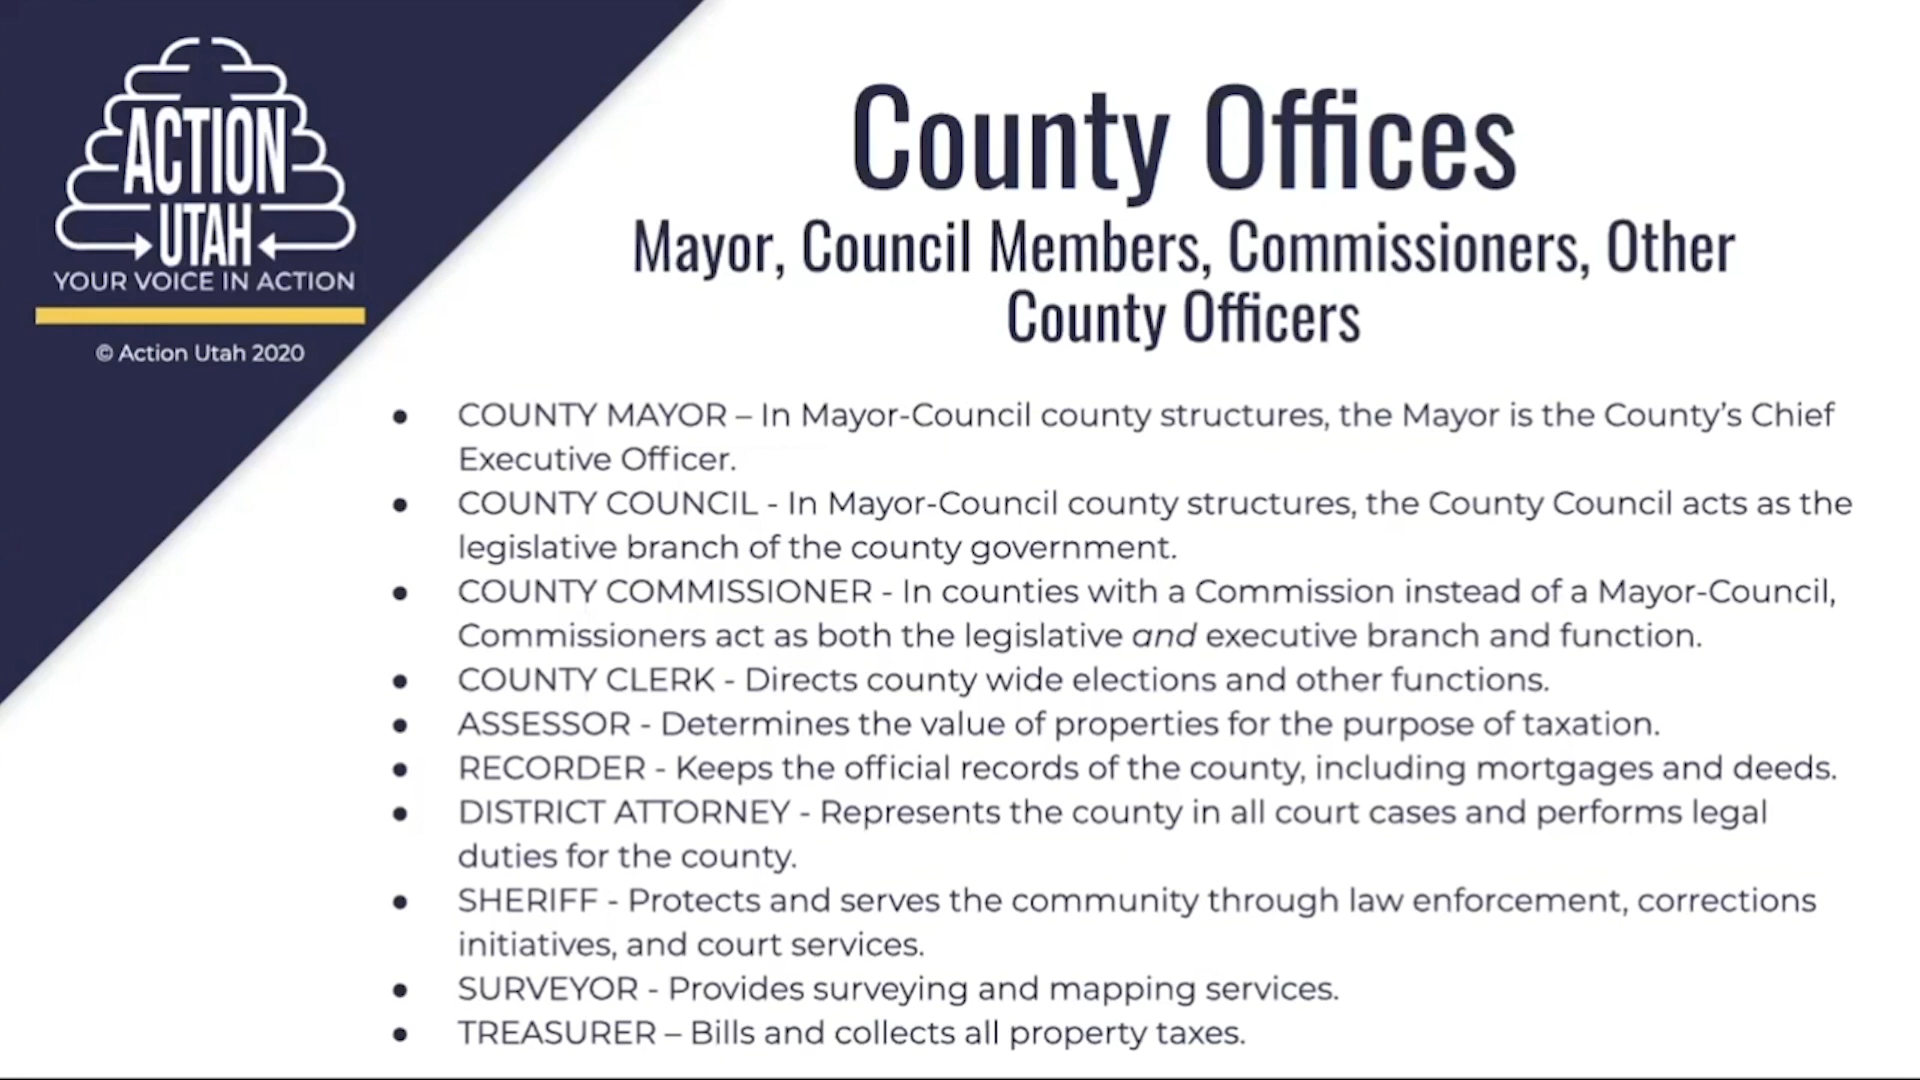 ACTION
UTAH
YOUR VOICE IN ACTION
© Action Utah 2020
County Offices
Mayor, Council Members, Commissioners, Other
County Officers
● COUNTY MAYOR – In Mayor-Council county structures, the Mayor is the County’s Chief
Executive Officer.
● COUNTY COUNCIL - In Mayor-Council county structures, the County Council acts as the
legislative branch of the county government.
● COUNTY COMMISSIONER - In counties with a Commission instead of a Mayor-Council,
Commissioners act as both the legislative and executive branch and function.
● COUNTY CLERK - Directs county wide elections and other functions.
● ASSESSOR - Determines the value of properties for the purpose of taxation.
● RECORDER - Keeps the official records of the county, including mortgages and deeds.
● DISTRICT ATTORNEY - Represents the county in all court cases and performs legal
duties for the county.
● SHERIFF - Protects and serves the community through law enforcement, corrections
initiatives, and court services.
● SURVEYOR - Provides surveying and mapping services.
● TREASURER – Bills and collects all property taxes.